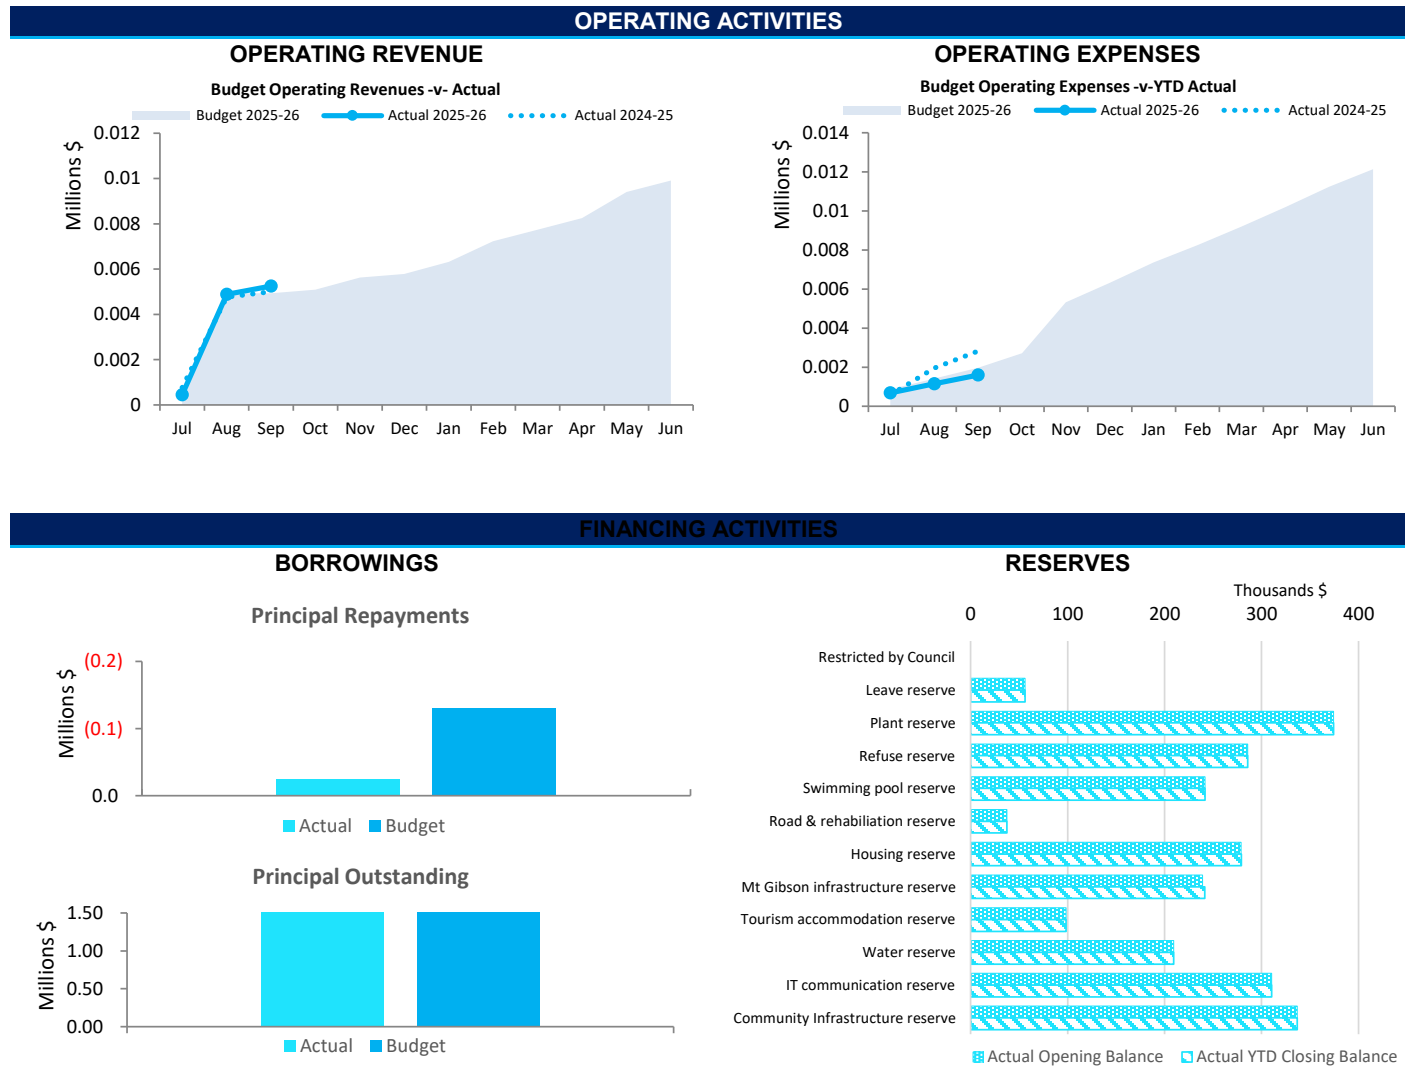 OPERATING ACTIVITIES
OPERATING REVENUE
Budget Operating Revenues -v- Actual
Budget 2025-26 Actual 2025-26 Actual 2024-25
Millions $
0.012
0.01
0.008
0.006
0.004
0.002
0
Jul Aug Sep Oct Nov Dec Jan Feb Mar Apr May Jun
OPERATING EXPENSES
Budget Operating Expenses -v-YTD Actual
Budget 2025-26 Actual 2025-26 Actual 2024-25
Millions $
0.014
0.012
0.01
0.008
0.006
0.004
0.002
0
Jul Aug Sep Oct Nov Dec Jan Feb Mar Apr May Jun
FINANCING ACTIVITIES
BORROWINGS
Principal Repayments
Millions $
(0.2)
(0.1)
0.0
Actual Budget
Principal Outstanding
Millions $
1.50
1.00
0.50
0.00
Actual Budget
RESERVES
Thousands $
0 100 200 300 400
Restricted by Council
Leave reserve
Plant reserve
Refuse reserve
Swimming pool reserve
Road & rehabiliation reserve
Housing reserve
Mt Gibson infrastructure reserve
Tourism accommodation reserve
Water reserve
IT communication reserve
Community Infrastructure reserve
Actual Opening Balance Actual YTD Closing Balance